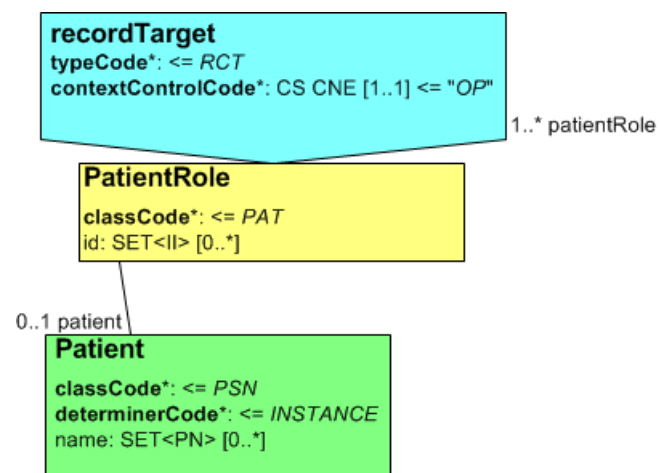 recordTarget
typeCode*: <= RCT
contextControlCode*: CS CNE [1..1] <= "OP"
1..* patientRole
PatientRole
classCode*: <= PAT
id: SET<II> [0..*]
0..1 patient
Patient
classCode*: <= PSN
determinerCode*: <= INSTANCE
name: SET<PN> [0..*]